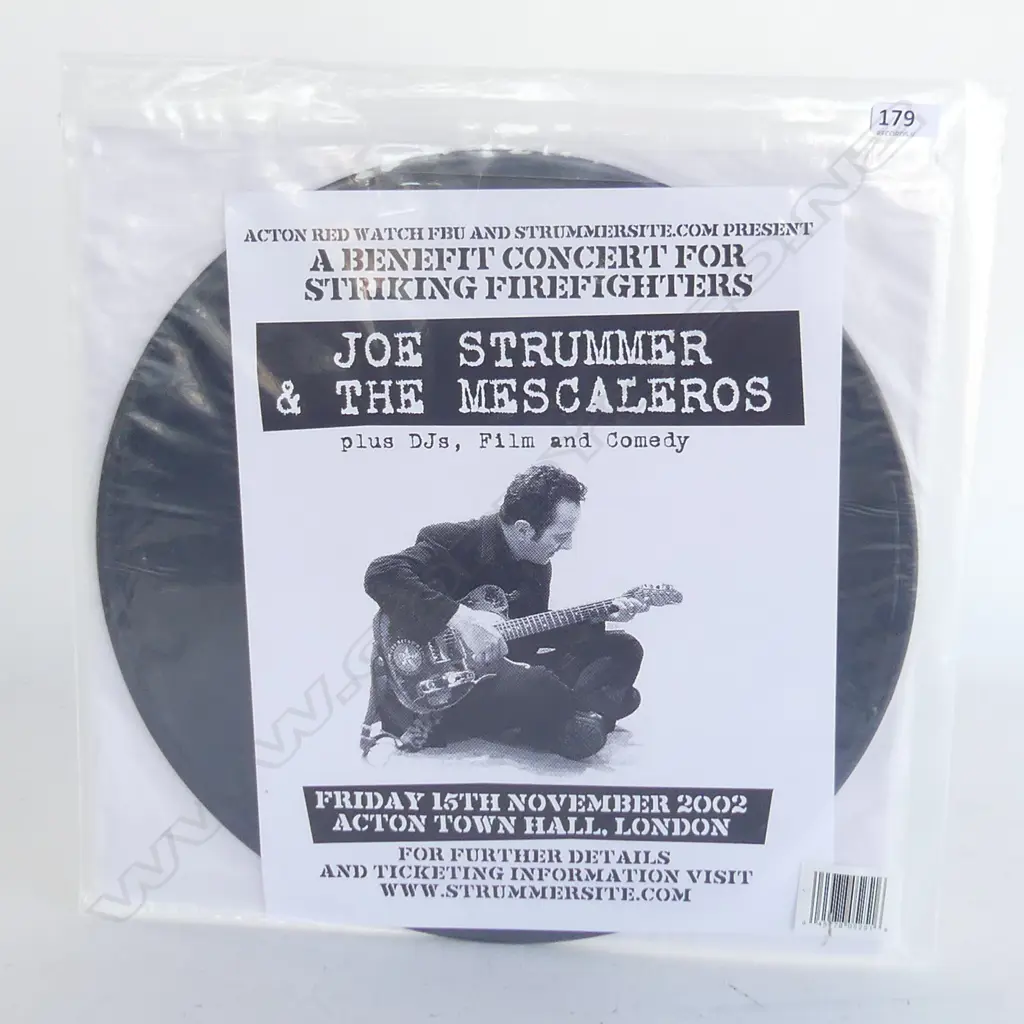 179
ACTON RED WATCH FBU AND STRUMMERSITE.COM PRESENT
A BENEFIT CONCERT FOR
STRIKING FIREFIGHTERS
JOE STRUMMER
& THE MESCALEROS
plus DJs, Film and Comedy
FRIDAY 15TH NOVEMBER 2002
ACTON TOWN HALL, LONDON
FOR FURTHER DETAILS
AND TICKETING INFORMATION VISIT
WWW.STRUMMERSITE.COM